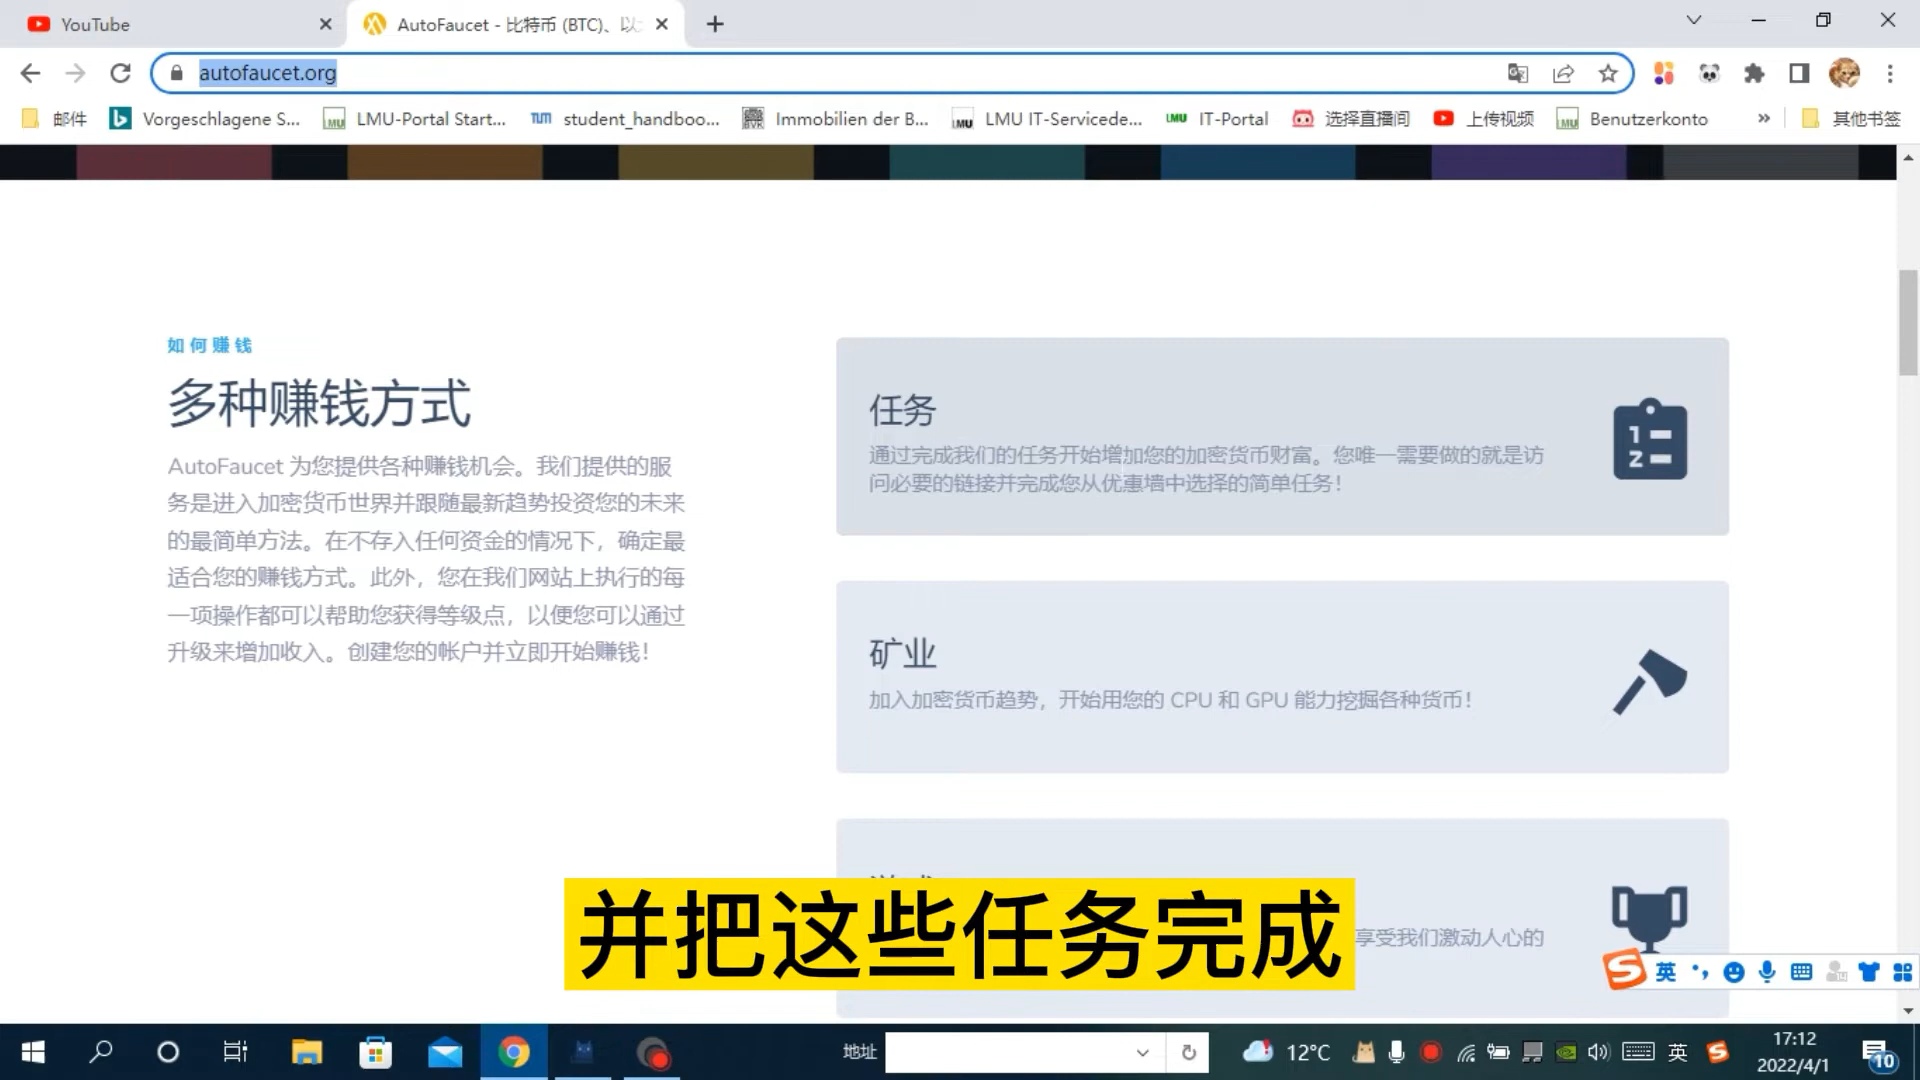 YouTube
AutoFaucet - 比特币 (BTC)、以
autofaucet.org
邮件
Vorgeschlagene S...
LMU-Portal Start...
TUM
student_handboo...
Immobilien der B...
LMU IT-Servicede...
LMU
IT-Portal
选择直播间
上传视频
Benutzerkonto
»
其他书签
如何赚钱
多种赚钱方式
AutoFaucet 为您提供各种赚钱机会。我们提供的服
务是进入加密货币世界并跟随最新趋势投资您的未来
的最简单方法。在不存入任何资金的情况下，确定最
适合您的赚钱方式。此外，您在我们网站上执行的每
一项操作都可以帮助您获得等级点，以便您可以通过
升级来增加收入。创建您的帐户并立即开始赚钱！
任务
通过完成我们的任务开始增加您的加密货币财富。您唯一需要做的就是访
问必要的链接并完成您从优惠墙中选择的简单任务！
矿业
加入加密货币趋势，开始用您的 CPU 和 GPU 能力挖掘各种货币！
享受我们激动人心的
并把这些任务完成
英
地址
12°C
英
17:12
2022/4/1
10